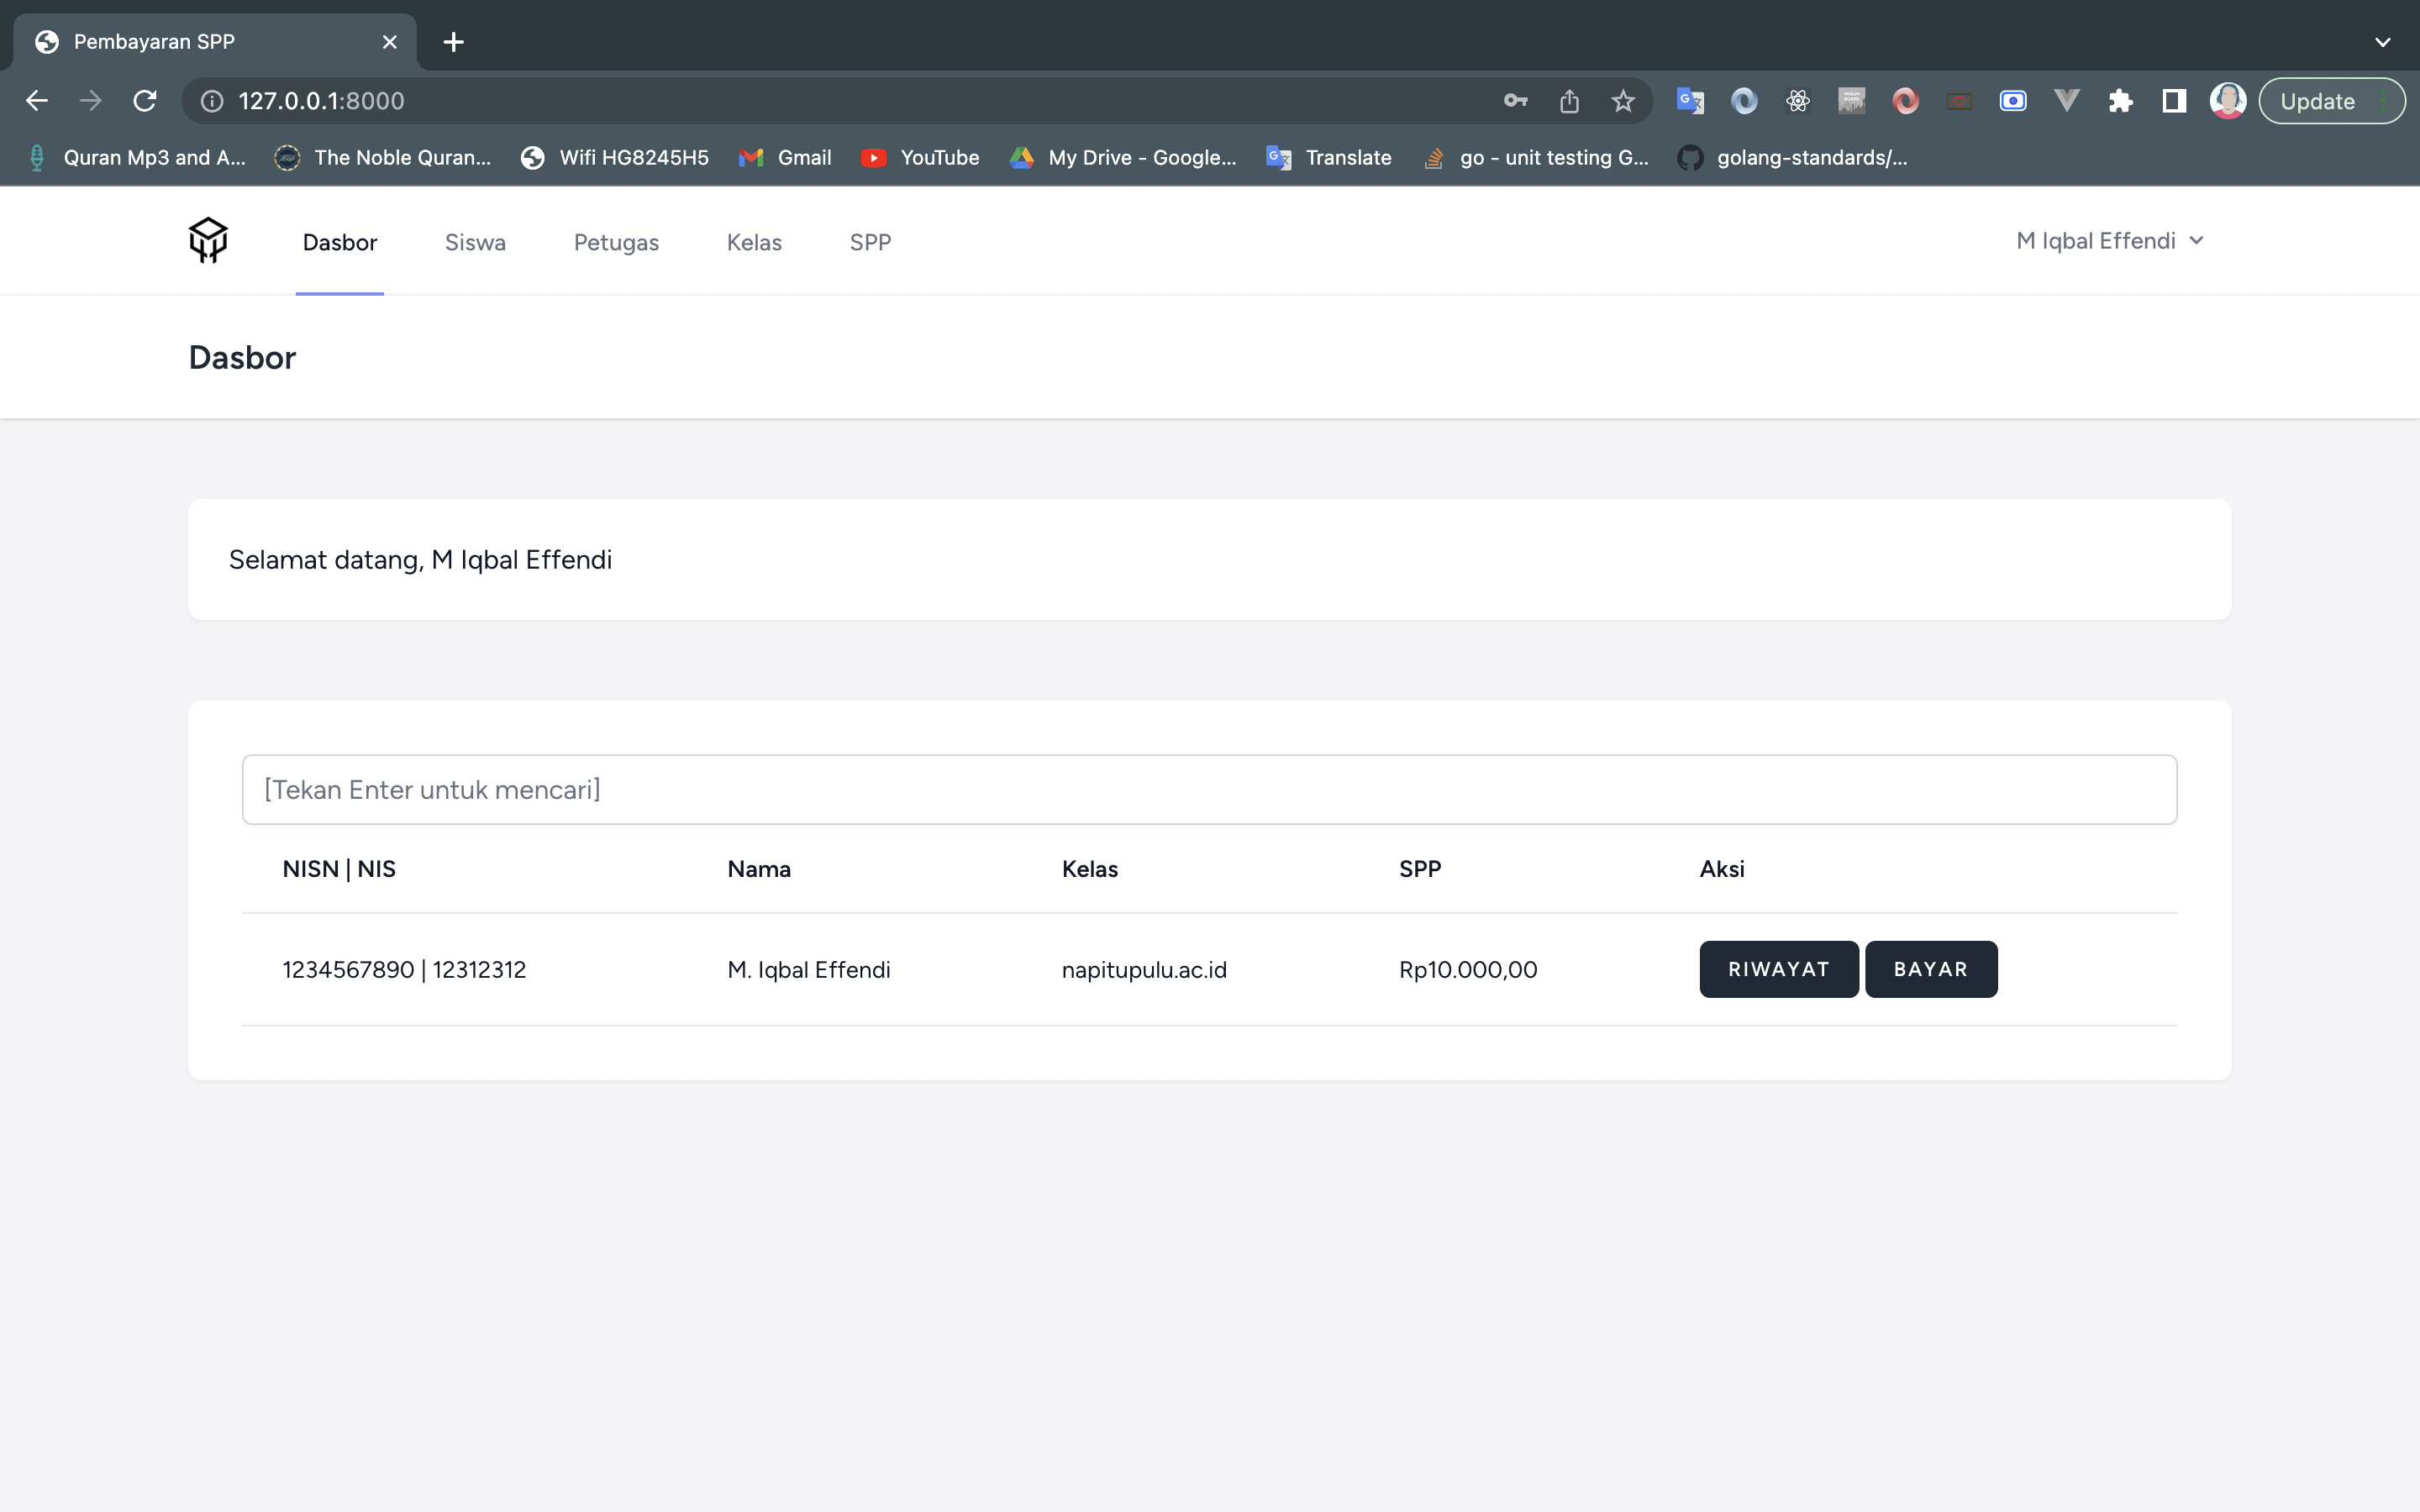 Pembayaran SPP
127.0.0.1:8000
Update
Quran Mp3 and A...
The Noble Quran...
Wifi HG8245H5
Gmail
YouTube
My Drive - Google...
Translate
go - unit testing G...
golang-standards/...
Dasbor
Siswa
Petugas
Kelas
SPP
M Iqbal Effendi
Dasbor
Selamat datang, M Iqbal Effendi
[Tekan Enter untuk mencari]
NISN | NIS
Nama
Kelas
SPP
Aksi
1234567890 | 12312312
M. Iqbal Effendi
napitupulu.ac.id
Rp10.000,00
RIWAYAT
BAYAR